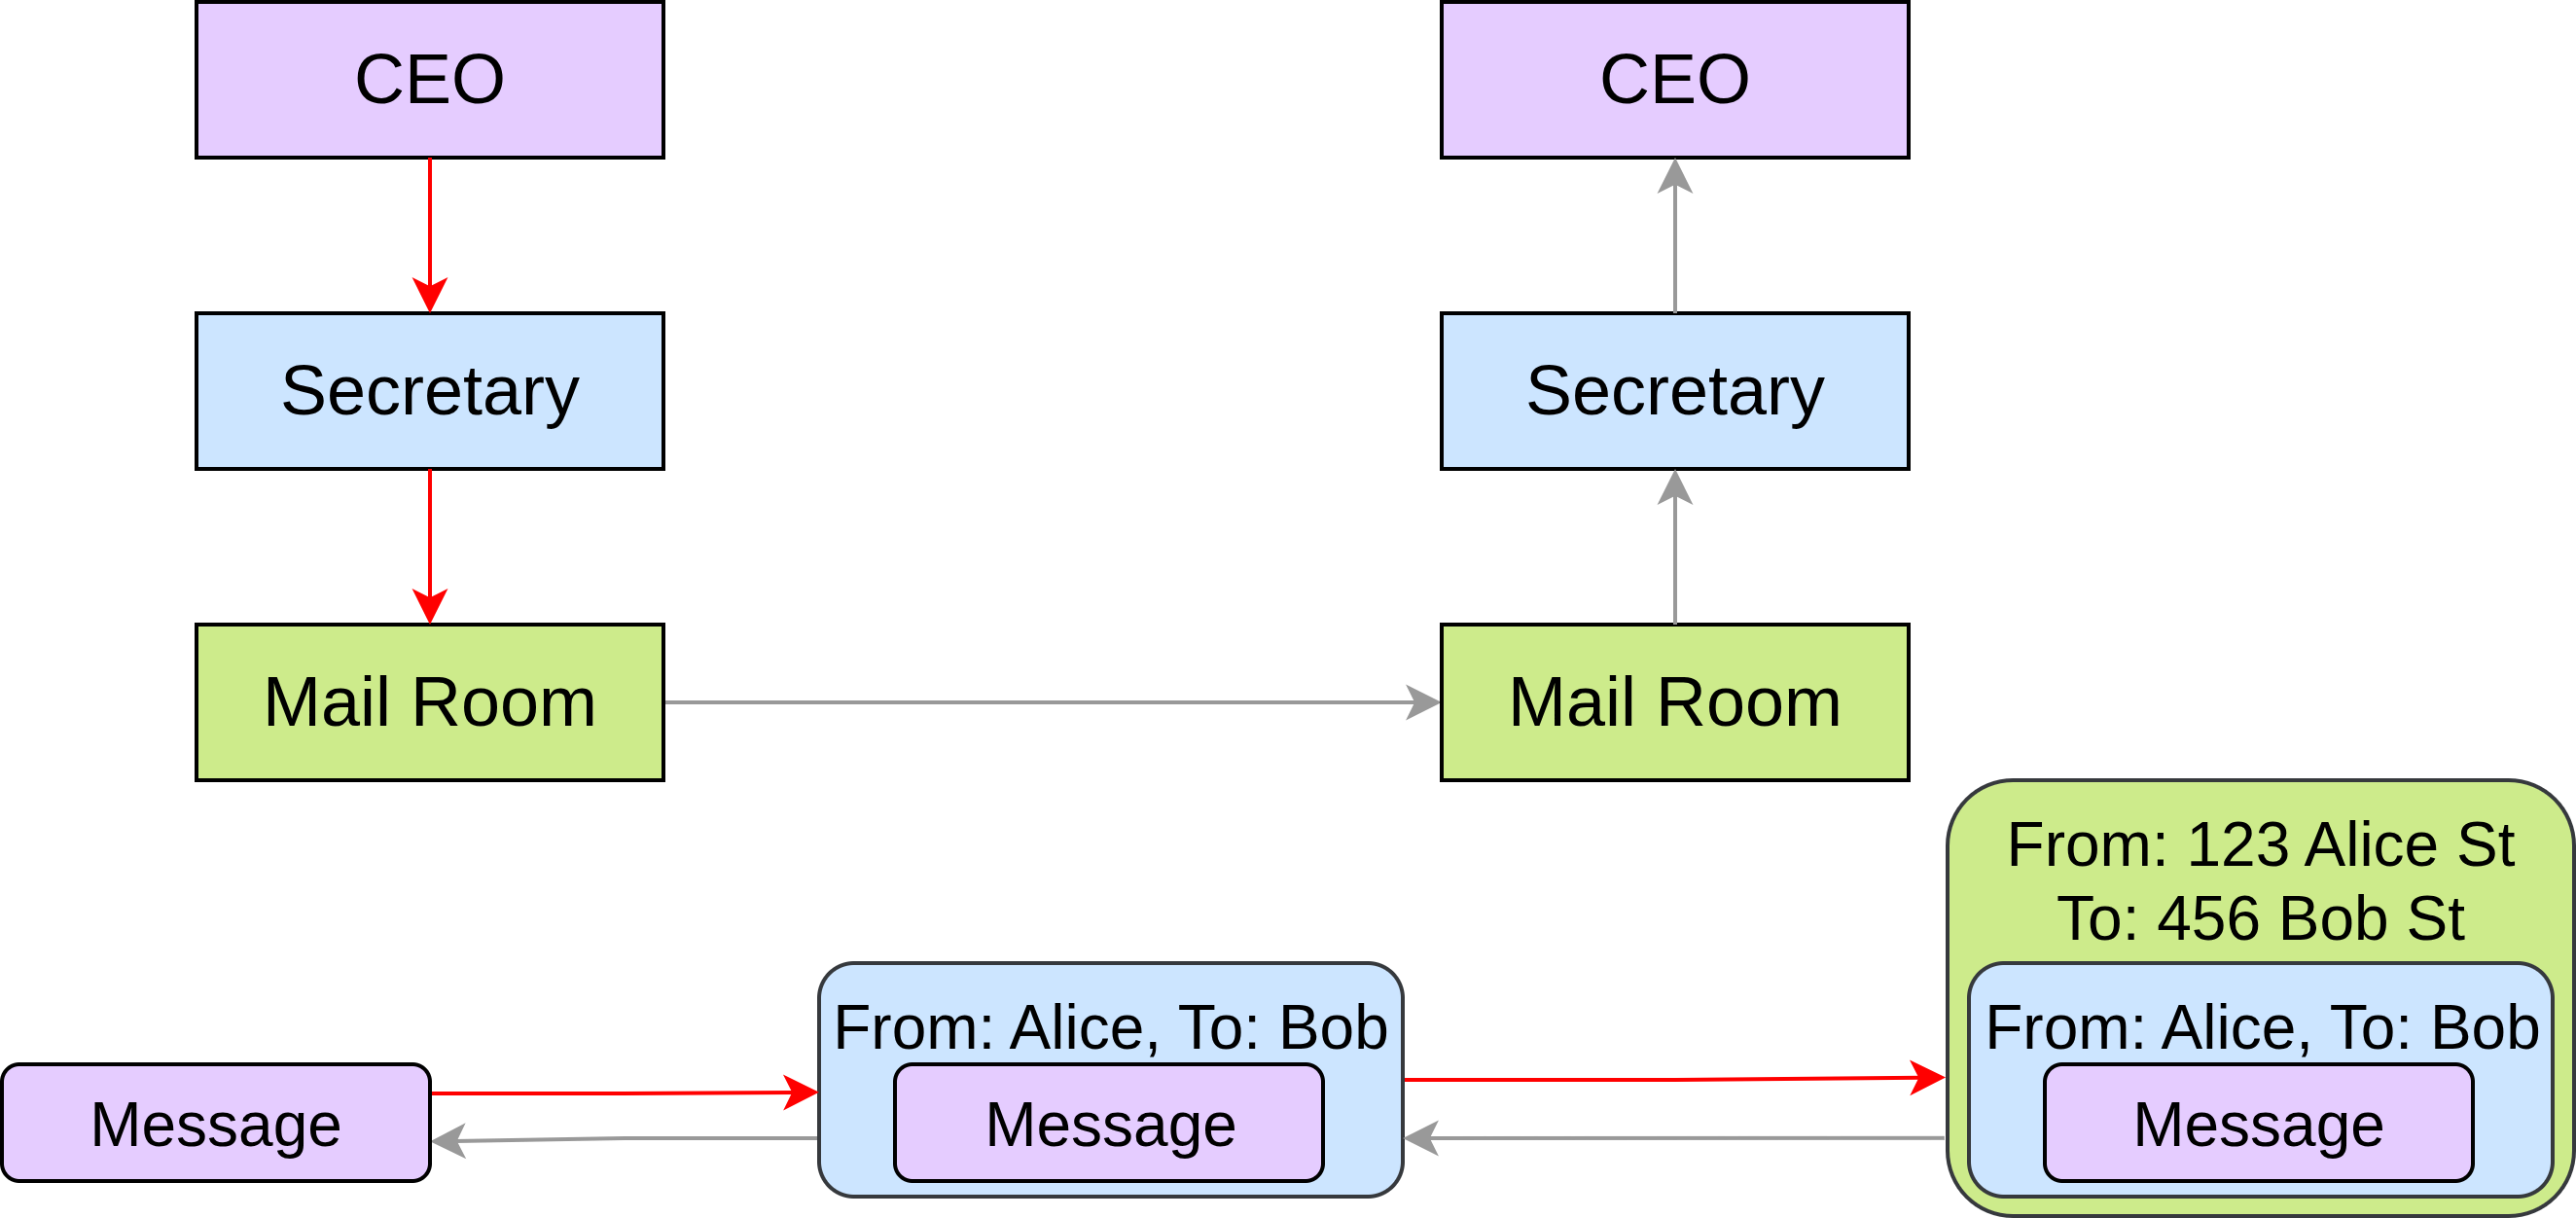 CEO
CEO
Secretary
Secretary
Mail Room
Mail Room
From: 123 Alice St
To: 456 Bob St
From: Alice, To: Bob
From: Alice, To: Bob
Message
Message
Message